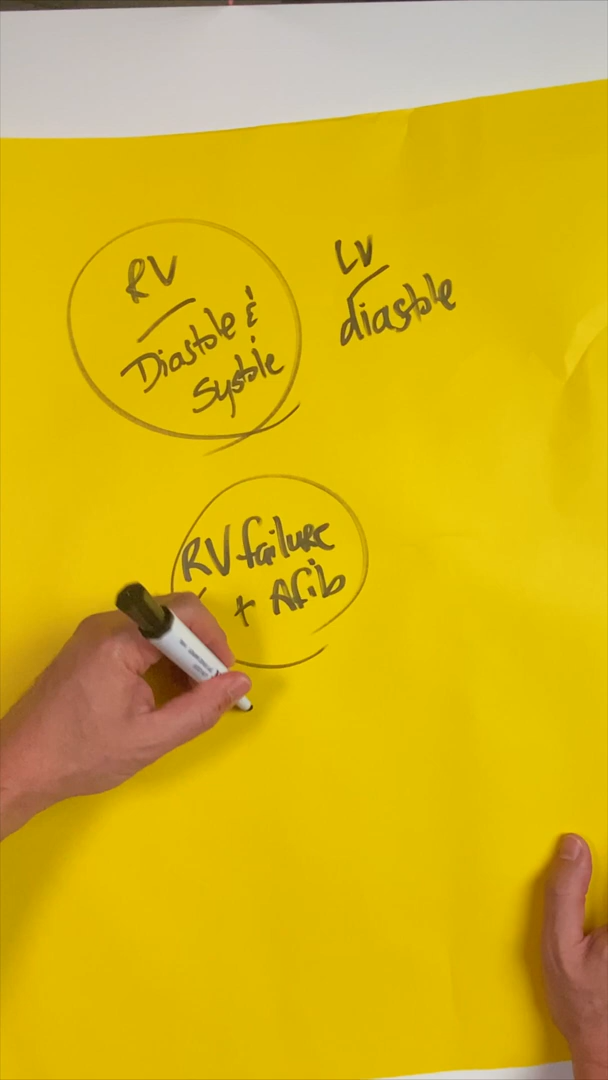 RV
Diastole &
Systole
LV
diastole
RV failure
+ Afib